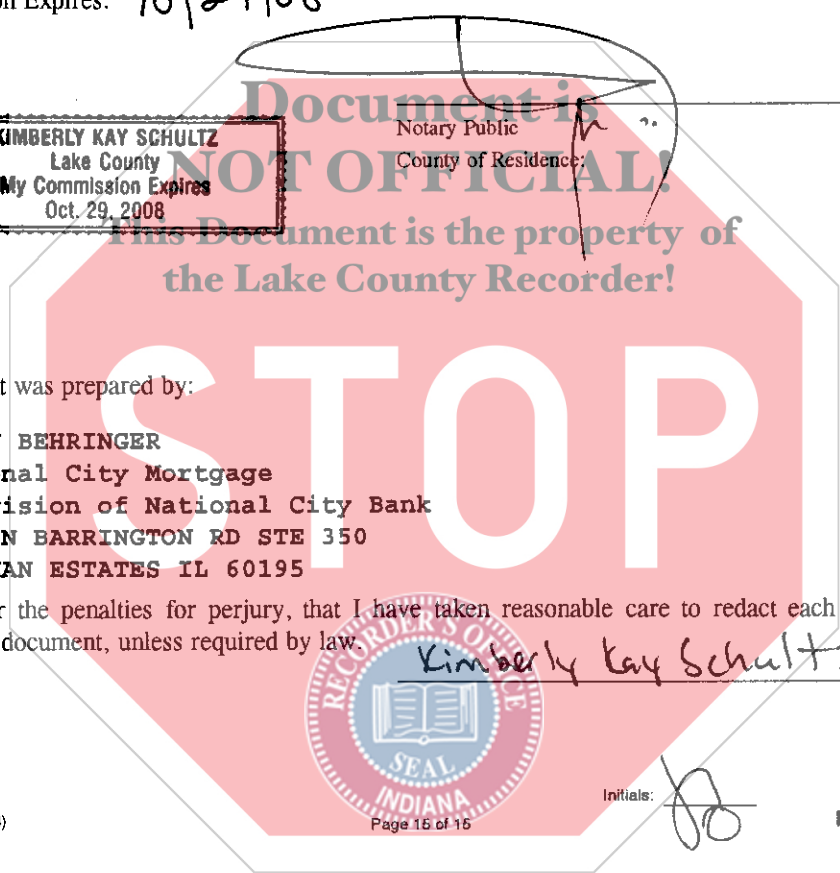 on Expires: 10/29/08
Document is
NOT OFFICIAL!
This Document is the property of
the Lake County Recorder!
KIMBERLY KAY SCHULTZ
Lake County
My Commission Expires
Oct. 29, 2008
Notary Public
County of Residence:
STOP
t was prepared by:
BEHRINGER
nal City Mortgage
ision of National City Bank
N BARRINGTON RD STE 350
AN ESTATES IL 60195
r the penalties for perjury, that I have taken reasonable care to redact each
document, unless required by law.
Kimberly Kay Schult
RECORDER'S OFFICE
SEAL
INDIANA
Initials:
Page 15 of 15